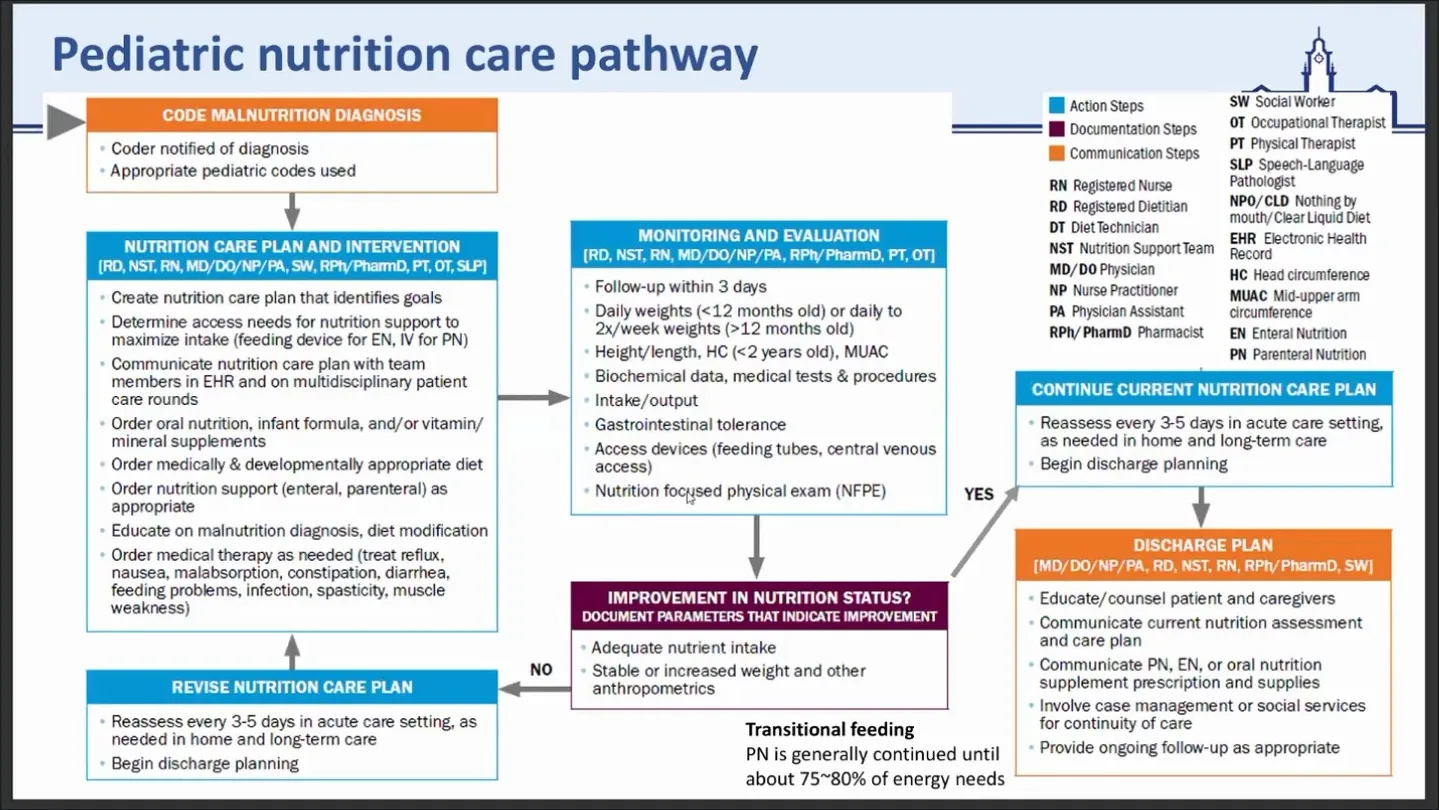 Pediatric nutrition care pathway
CODE MALNUTRITION DIAGNOSIS
• Coder notified of diagnosis
• Appropriate pediatric codes used
NUTRITION CARE PLAN AND INTERVENTION
[RD, NST, RN, MD/DO/NP/PA, SW, RPh/PharmD, PT, OT, SLP]
• Create nutrition care plan that identifies goals
• Determine access needs for nutrition support to
maximize intake (feeding device for EN, IV for PN)
• Communicate nutrition care plan with team
members in EHR and on multidisciplinary patient
care rounds
• Order oral nutrition, infant formula, and/or vitamin/
mineral supplements
• Order medically & developmentally appropriate diet
• Order nutrition support (enteral, parenteral) as
appropriate
• Educate on malnutrition diagnosis, diet modification
• Order medical therapy as needed (treat reflux,
nausea, malabsorption, constipation, diarrhea,
feeding problems, infection, spasticity, muscle
weakness)
REVISE NUTRITION CARE PLAN
• Reassess every 3-5 days in acute care setting, as
needed in home and long-term care
• Begin discharge planning
MONITORING AND EVALUATION
[RD, NST, RN, MD/DO/NP/PA, RPh/PharmD, PT, OT]
• Follow-up within 3 days
• Daily weights (<12 months old) or daily to
2x/week weights (>12 months old)
• Height/length, HC (<2 years old), MUAC
• Biochemical data, medical tests & procedures
• Intake/output
• Gastrointestinal tolerance
• Access devices (feeding tubes, central venous
access)
• Nutrition focused physical exam (NFPE)
IMPROVEMENT IN NUTRITION STATUS?
DOCUMENT PARAMETERS THAT INDICATE IMPROVEMENT
• Adequate nutrient intake
• Stable or increased weight and other
anthropometrics
NO
YES
Transitional feeding
PN is generally continued until
about 75~80% of energy needs
Action Steps
Documentation Steps
Communication Steps
RN Registered Nurse
RD Registered Dietitian
DT Diet Technician
NST Nutrition Support Team
MD/DO Physician
NP Nurse Practitioner
PA Physician Assistant
RPh/PharmD Pharmacist
SW Social Worker
OT Occupational Therapist
PT Physical Therapist
SLP Speech-Language
Pathologist
NPO/CLD Nothing by
mouth/Clear Liquid Diet
EHR Electronic Health
Record
HC Head circumference
MUAC Mid-upper arm
circumference
EN Enteral Nutrition
PN Parenteral Nutrition
CONTINUE CURRENT NUTRITION CARE PLAN
• Reassess every 3-5 days in acute care setting,
as needed in home and long-term care
• Begin discharge planning
DISCHARGE PLAN
[MD/DO/NP/PA, RD, NST, RN, RPh/PharmD, SW]
• Educate/counsel patient and caregivers
• Communicate current nutrition assessment
and care plan
• Communicate PN, EN, or oral nutrition
supplement prescription and supplies
• Involve case management or social services
for continuity of care
• Provide ongoing follow-up as appropriate